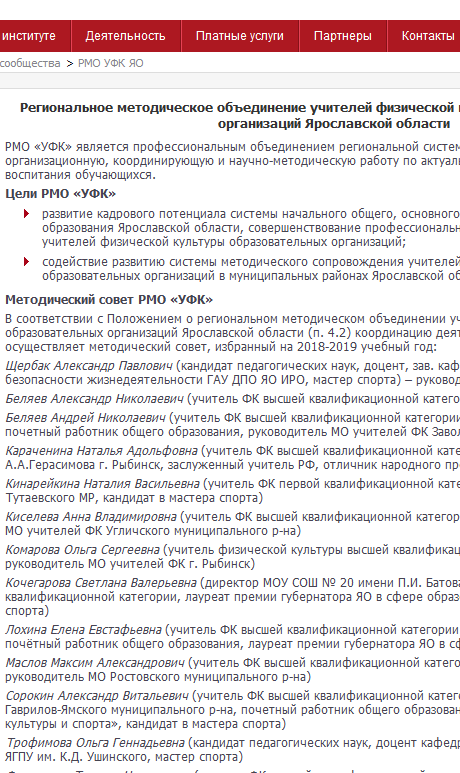 институте Деятельность Платные услуги Партнеры Контакты
сообщества > РМО УФК ЯО
Региональное методическое объединение учителей физической
организаций Ярославской области
РМО «УФК» является профессиональным объединением региональной систем
организационную, координирующую и научно-методическую работу по актуал
воспитания обучающихся.
Цели РМО «УФК»
развитие кадрового потенциала системы начального общего, основного
образования Ярославской области, совершенствование профессиональн
учителей физической культуры образовательных организаций;
содействие развитию системы методического сопровождения учителей
образовательных организаций в муниципальных районах Ярославской об
Методический совет РМО «УФК»
В соответствии с Положением о региональном методическом объединении уч
образовательных организаций Ярославской области (п. 4.2) координацию дея
осуществляет методический совет, избранный на 2018-2019 учебный год:
Щербак Александр Павлович (кандидат педагогических наук, доцент, зав. каф
безопасности жизнедеятельности ГАУ ДПО ЯО ИРО, мастер спорта) – руковод
Беляев Александр Николаевич (учитель ФК высшей квалификационной катего
Беляев Андрей Николаевич (учитель ФК высшей квалификационной категории
почетный работник общего образования, руководитель МО учителей ФК Завол
Караченина Наталья Адольфовна (учитель ФК высшей квалификационной кате
А.А.Герасимова г. Рыбинск, заслуженный учитель РФ, отличник народного пр
Кинарейкина Наталия Васильевна (учитель ФК первой квалификационной кате
Тутаевского МР, кандидат в мастера спорта)
Киселева Анна Владимировна (учитель ФК высшей квалификационной категор
МО учителей ФК Угличского муниципального р-на)
Комарова Ольга Сергеевна (учитель физической культуры высшей квалификац
руководитель МО учителей ФК г. Рыбинск)
Кочегарова Светлана Валерьевна (директор МОУ СОШ № 20 имени П.И. Батова
квалификационной категории, лауреат премии губернатора ЯО в сфере образ
спорта)
Лохина Елена Евстафьевна (учитель ФК высшей квалификационной категории
почётный работник общего образования, лауреат премии губернатора ЯО в сф
Маслов Максим Александрович (учитель ФК высшей квалификационной катего
руководитель МО Ростовского муниципального р-на)
Сорокин Александр Витальевич (учитель ФК высшей квалификационной катего
Гаврилов-Ямского муниципального р-на, почетный работник общего образован
культуры и спорта», кандидат в мастера спорта)
Трофимова Ольга Геннадьевна (кандидат педагогических наук, доцент кафед
ЯГПУ им. К.Д. Ушинского, мастер спорта)